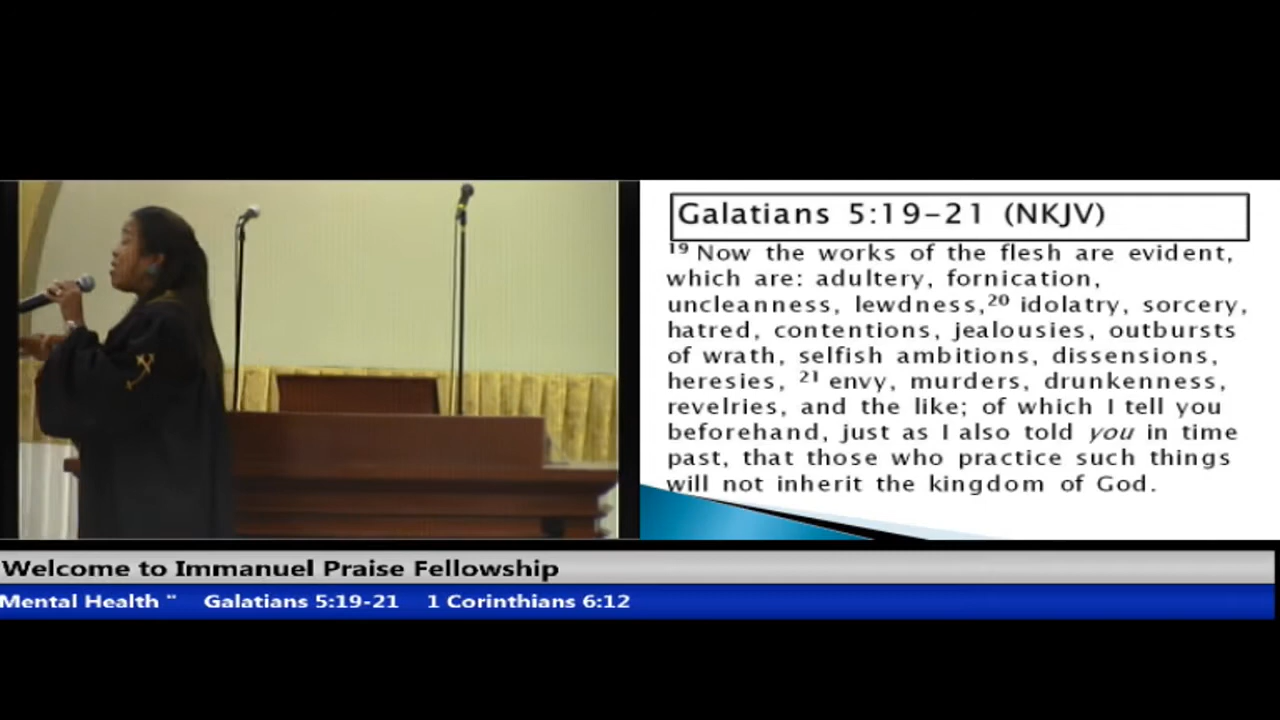 Galatians 5:19-21 (NKJV)
19 Now the works of the flesh are evident,
which are: adultery, fornication,
uncleanness, lewdness,20 idolatry, sorcery,
hatred, contentions, jealousies, outbursts
of wrath, selfish ambitions, dissensions,
heresies, 21 envy, murders, drunkenness,
revelries, and the like; of which I tell you
beforehand, just as I also told you in time
past, that those who practice such things
will not inherit the kingdom of God.
Welcome to Immanuel Praise Fellowship
Mental Health " Galatians 5:19-21 1 Corinthians 6:12